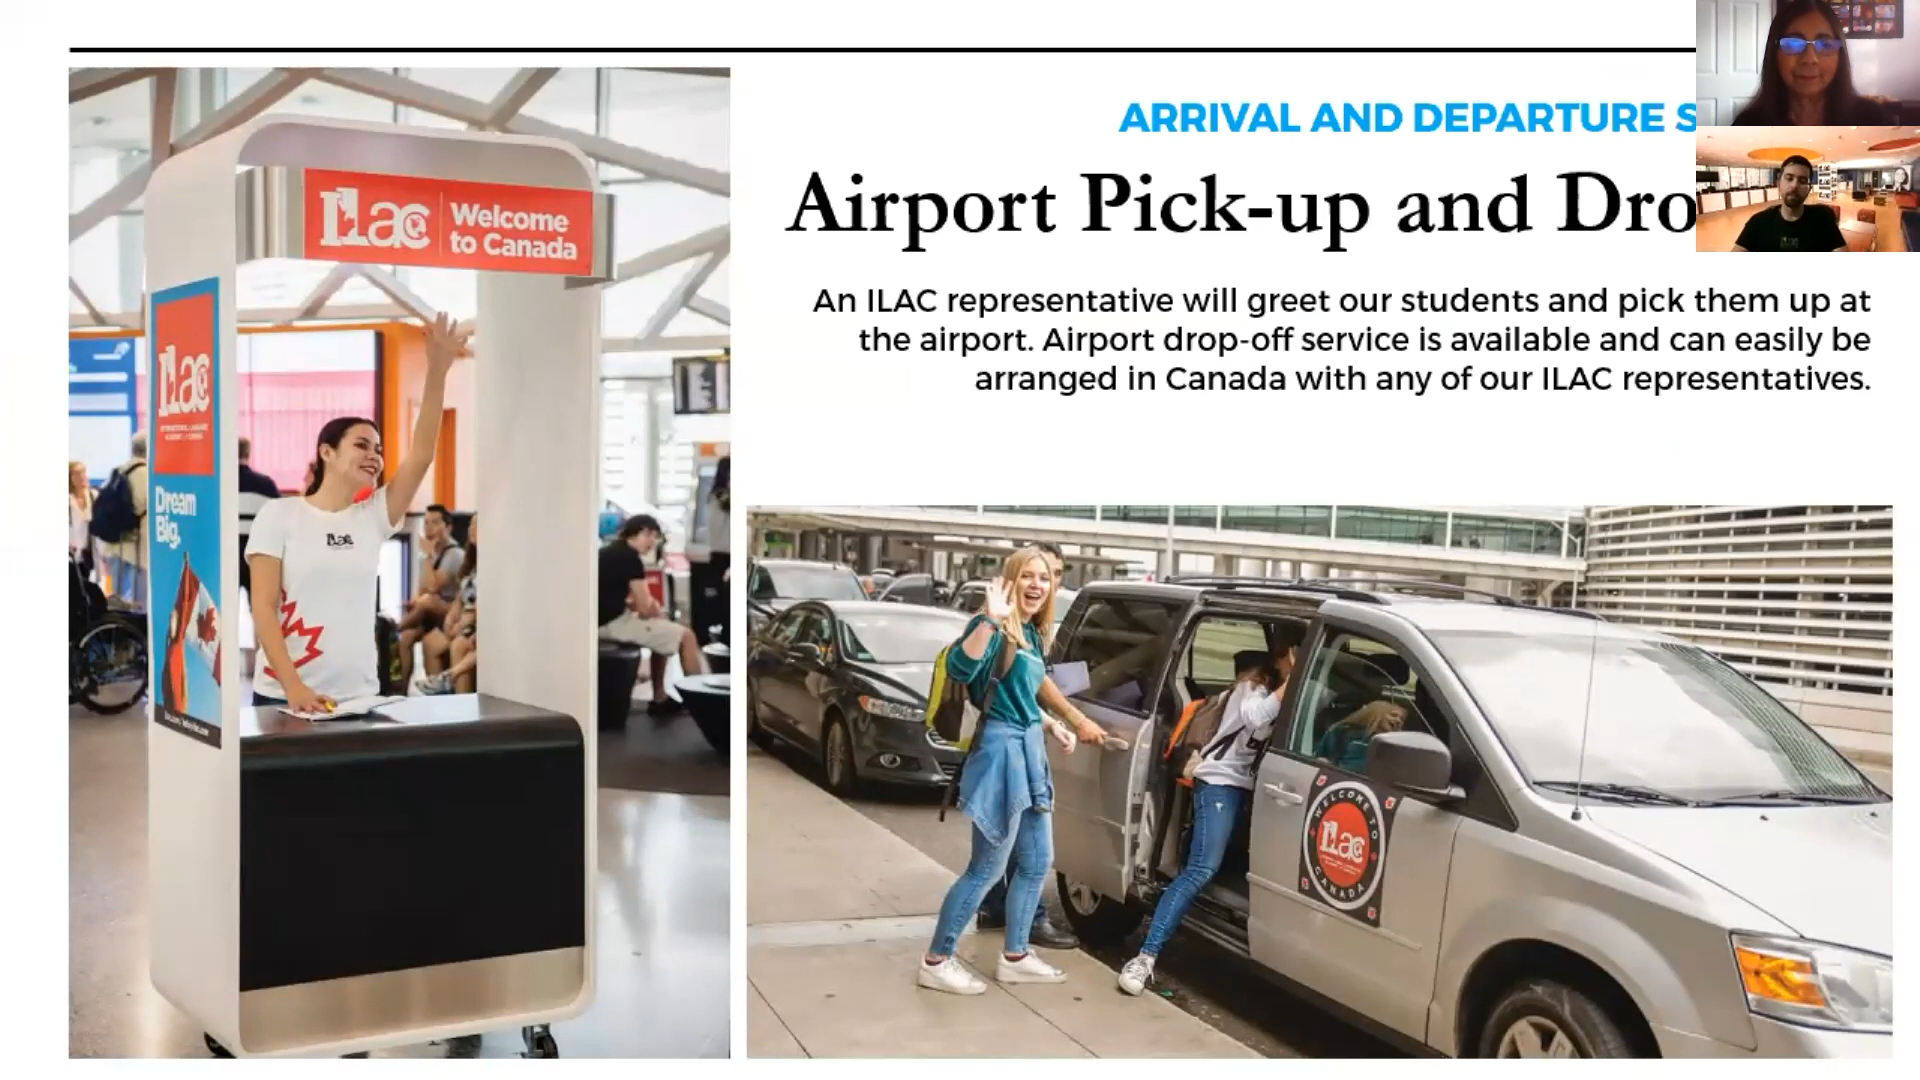 ARRIVAL AND DEPARTURE S
Airport Pick-up and Dro
An ILAC representative will greet our students and pick them up at
the airport. Airport drop-off service is available and can easily be
arranged in Canada with any of our ILAC representatives.
ilac
Welcome
to Canada
ilac
Dream
Big.
ilac
WELCOME TO
ilac
CANADA